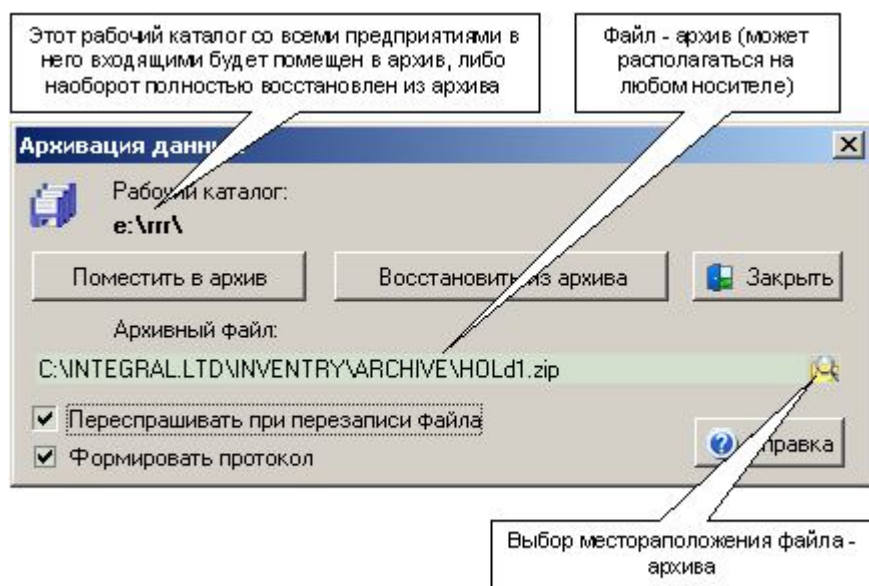 Этот рабочий каталог со всеми предприятиями в
него входящими будет помещен в архив, либо
наоборот полностью восстановлен из архива
Файл - архив (может
располагаться на
любом носителе)
Архивация данны
Рабочий каталог:
e:\rrr\
Поместить в архив
Восстановить из архива
Закрыть
Архивный файл:
C:\INTEGRAL.LTD\INVENTRY\ARCHIVE\HOLd1.zip
Переспрашивать при перезаписи файла
Формировать протокол
правка
Выбор местораположения файла -
архива